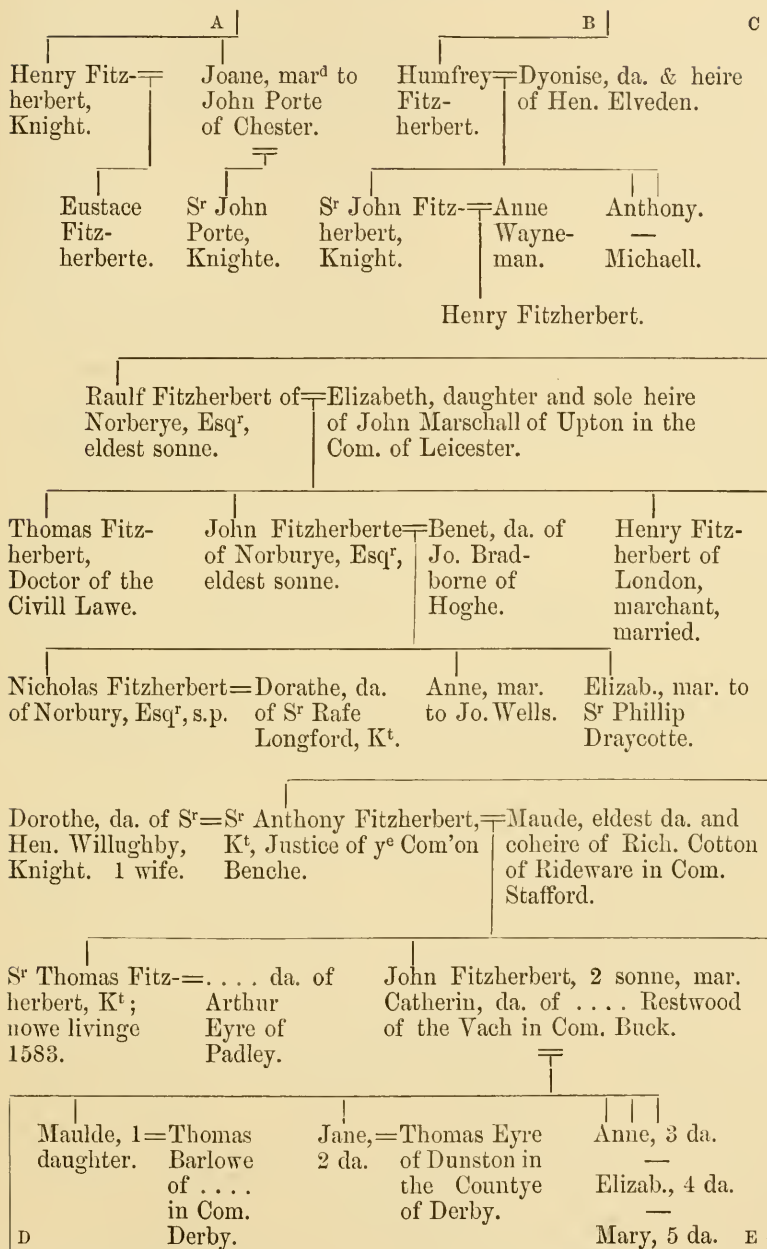 A B C
Henry Fitz-
herbert,
Knight.
Joane, marᵈ to
John Porte
of Chester.
Humfrey
Fitz-
herbert.
Dyonise, da. & heire
of Hen. Elveden.
Eustace
Fitz-
herberte.
Sʳ John
Porte,
Knighte.
Sʳ John Fitz-
herbert,
Knight.
Anne
Wayne-
man.
Anthony.
—
Michaell.
Henry Fitzherbert.
Raulf Fitzherbert of
Norberye, Esqʳ,
eldest sonne.
Elizabeth, daughter and sole heire
of John Marschall of Upton in the
Com. of Leicester.
Thomas Fitz-
herbert,
Doctor of the
Civill Lawe.
John Fitzherberte
of Norburye, Esqʳ,
eldest sonne.
Benet, da. of
Jo. Brad-
borne of
Hoghe.
Henry Fitz-
herbert of
London,
marchant,
married.
Nicholas Fitzherbert
of Norbury, Esqʳ, s.p.
Dorathe, da.
of Sʳ Rafe
Longford, Kᵗ.
Anne, mar.
to Jo. Wells.
Elizab., mar. to
Sʳ Phillip
Draycotte.
Dorothe, da. of Sʳ
Hen. Willughby,
Knight. 1 wife.
Sʳ Anthony Fitzherbert,
Kᵗ, Justice of yᵉ Com'on
Benche.
Maude, eldest da. and
coheire of Rich. Cotton
of Rideware in Com.
Stafford.
Sʳ Thomas Fitz-
herbert, Kᵗ;
nowe livinge
1583.
. . . . da. of
Arthur
Eyre of
Padley.
John Fitzherbert, 2 sonne, mar.
Catherin, da. of . . . . Restwood
of the Vach in Com. Buck.
Maulde, 1
daughter.
Thomas
Barlowe
of . . . .
in Com.
Derby.
Jane,
2 da.
Thomas Eyre
of Dunston in
the Countye
of Derby.
Anne, 3 da.
—
Elizab., 4 da.
—
Mary, 5 da.
D E